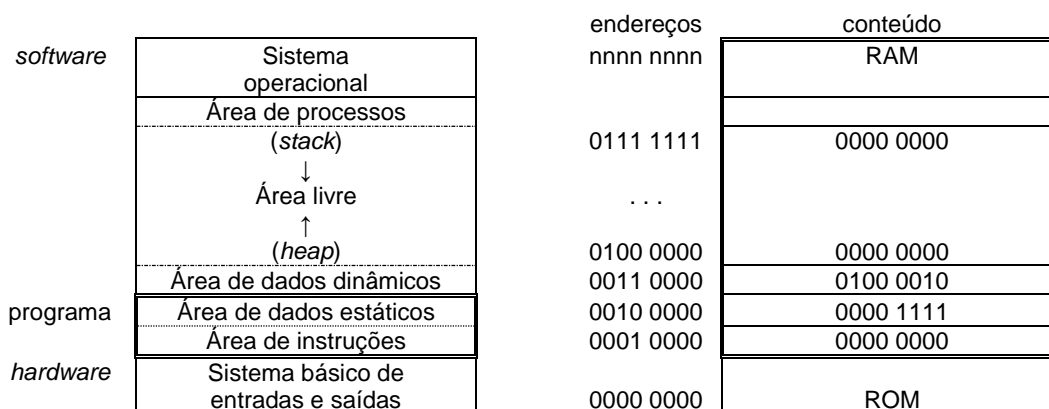 endereços conteúdo
software Sistema operacional nnnn nnnn RAM
Área de processos
(stack) 0111 1111 0000 0000
↓
Área livre . . .
↑
(heap) 0100 0000 0000 0000
Área de dados dinâmicos 0011 0000 0100 0010
programa Área de dados estáticos 0010 0000 0000 1111
Área de instruções 0001 0000 0000 0000
hardware Sistema básico de
entradas e saídas 0000 0000 ROM